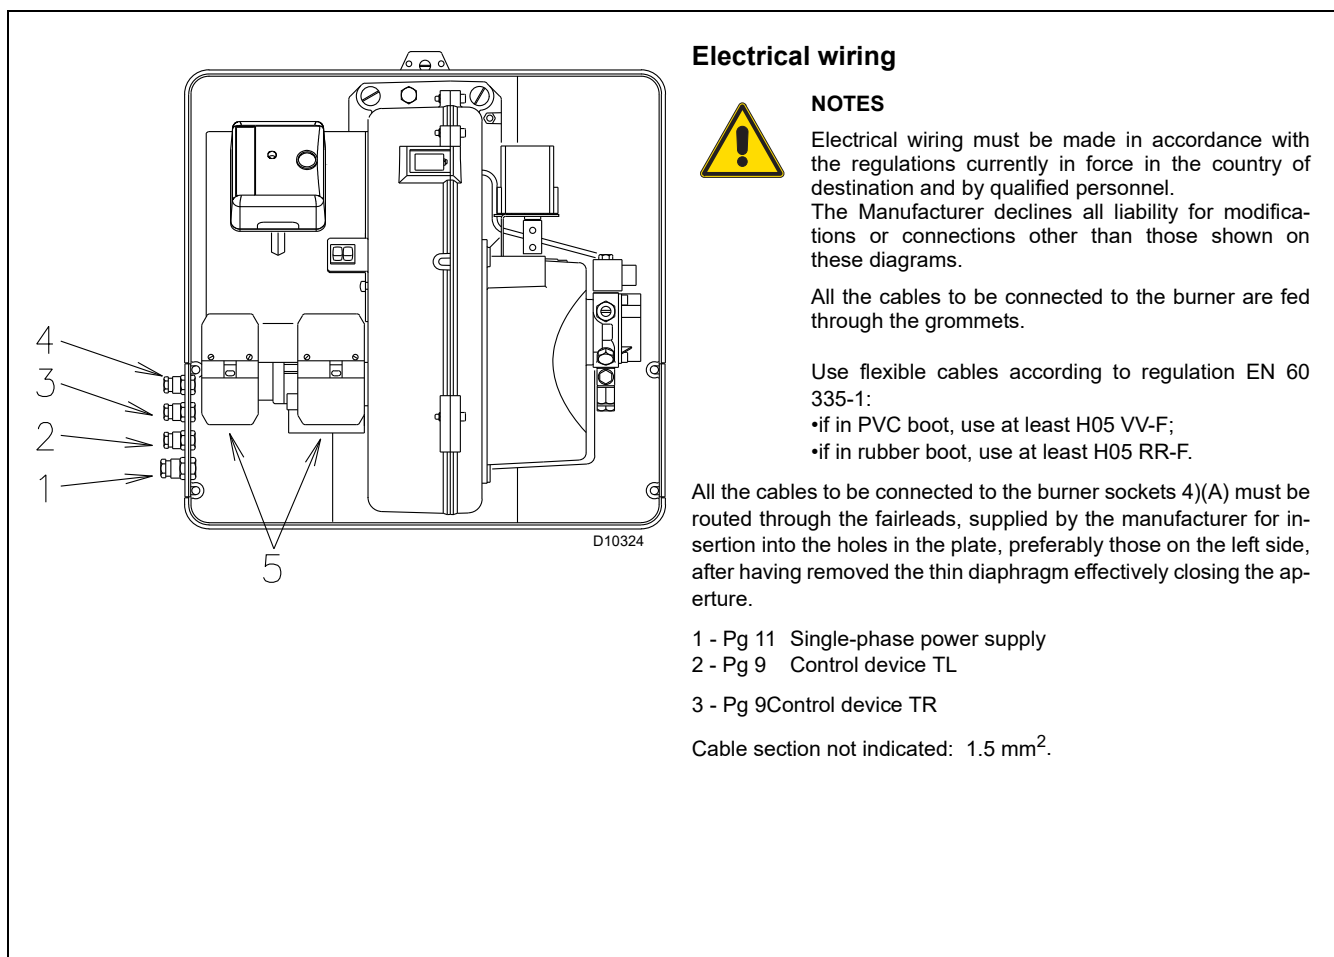 Electrical wiring
NOTES
Electrical wiring must be made in accordance with
the regulations currently in force in the country of
destination and by qualified personnel.
The Manufacturer declines all liability for modifica-
tions or connections other than those shown on
these diagrams.
All the cables to be connected to the burner are fed
through the grommets.
Use flexible cables according to regulation EN 60
335-1:
•if in PVC boot, use at least H05 VV-F;
•if in rubber boot, use at least H05 RR-F.
All the cables to be connected to the burner sockets 4)(A) must be
routed through the fairleads, supplied by the manufacturer for in-
sertion into the holes in the plate, preferably those on the left side,
after having removed the thin diaphragm effectively closing the ap-
erture.
1 - Pg 11 Single-phase power supply
2 - Pg 9 Control device TL
3 - Pg 9Control device TR
Cable section not indicated: 1.5 mm².
4
3
2
1
5
D10324